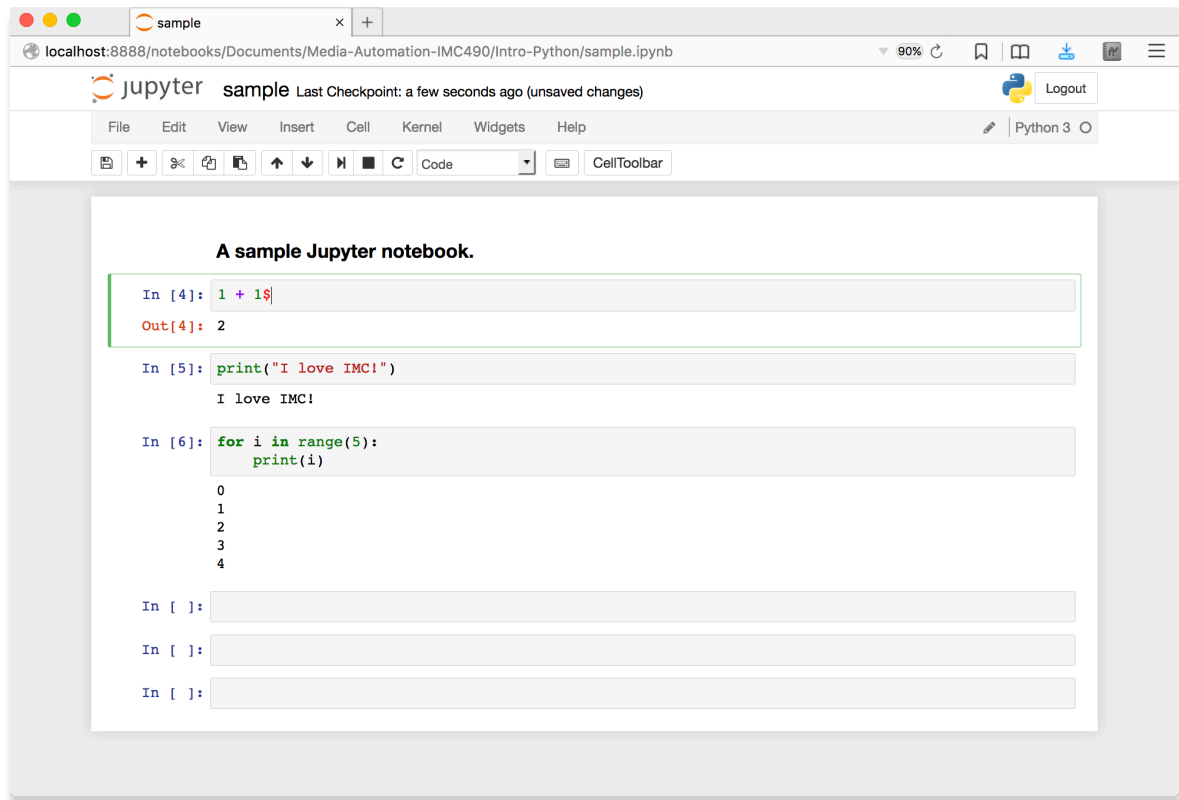 sample
localhost:8888/notebooks/Documents/Media-Automation-IMC490/Intro-Python/sample.ipynb 90%
jupyter sample Last Checkpoint: a few seconds ago (unsaved changes) Logout
File Edit View Insert Cell Kernel Widgets Help Python 3
Code CellToolbar
A sample Jupyter notebook.
In [4]: 1 + 1$
Out[4]: 2
In [5]: print("I love IMC!")
I love IMC!
In [6]: for i in range(5):
    print(i)
0
1
2
3
4
In [ ]:
In [ ]:
In [ ]: